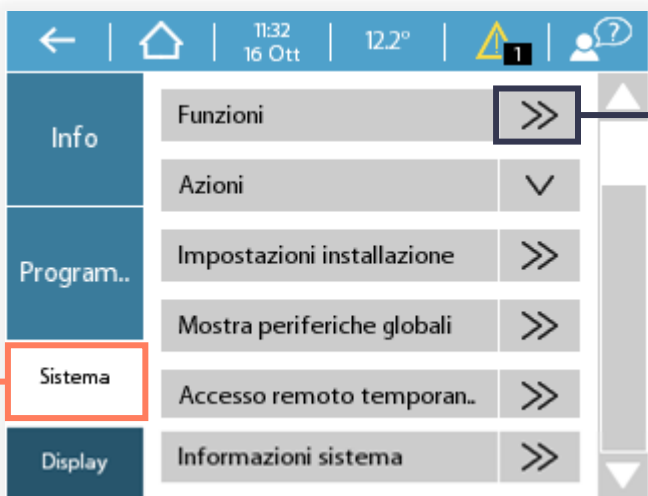 11:32
16 Ott
12.2°
1
?
Info
Program..
Sistema
Display
Funzioni
Azioni
Impostazioni installazione
Mostra periferiche globali
Accesso remoto temporan..
Informazioni sistema